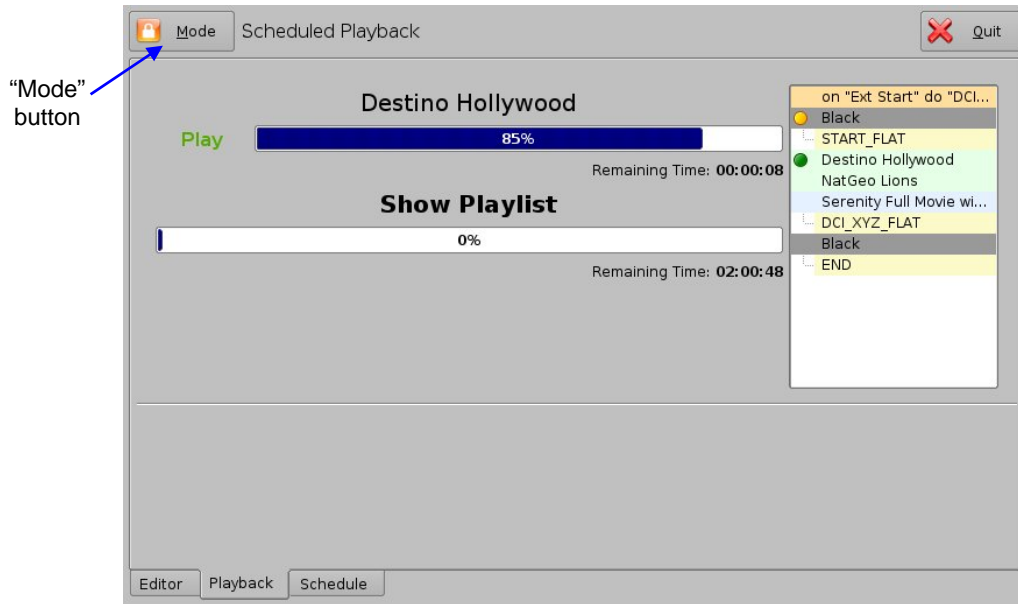 Mode
Scheduled Playback
Quit
“Mode”
button
Destino Hollywood
Play
85%
Remaining Time: 00:00:08
Show Playlist
0%
Remaining Time: 02:00:48
on "Ext Start" do "DCI...
Black
START_FLAT
Destino Hollywood
NatGeo Lions
Serenity Full Movie wi...
DCI_XYZ_FLAT
Black
END
Editor
Playback
Schedule